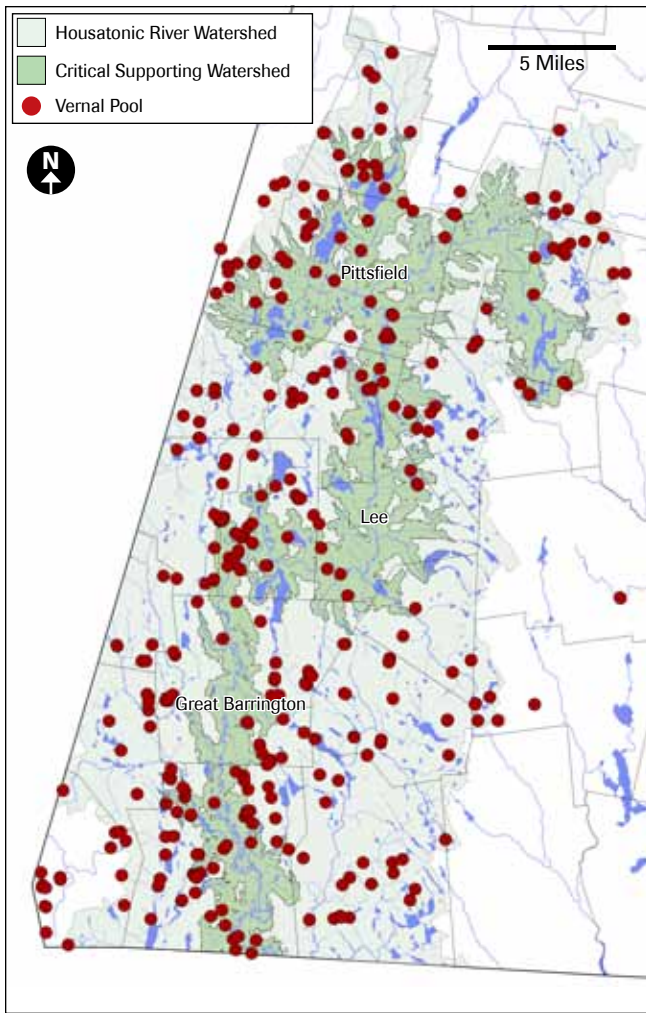 Housatonic River Watershed
Critical Supporting Watershed
Vernal Pool
5 Miles
N
Pittsfield
Lee
Great Barrington